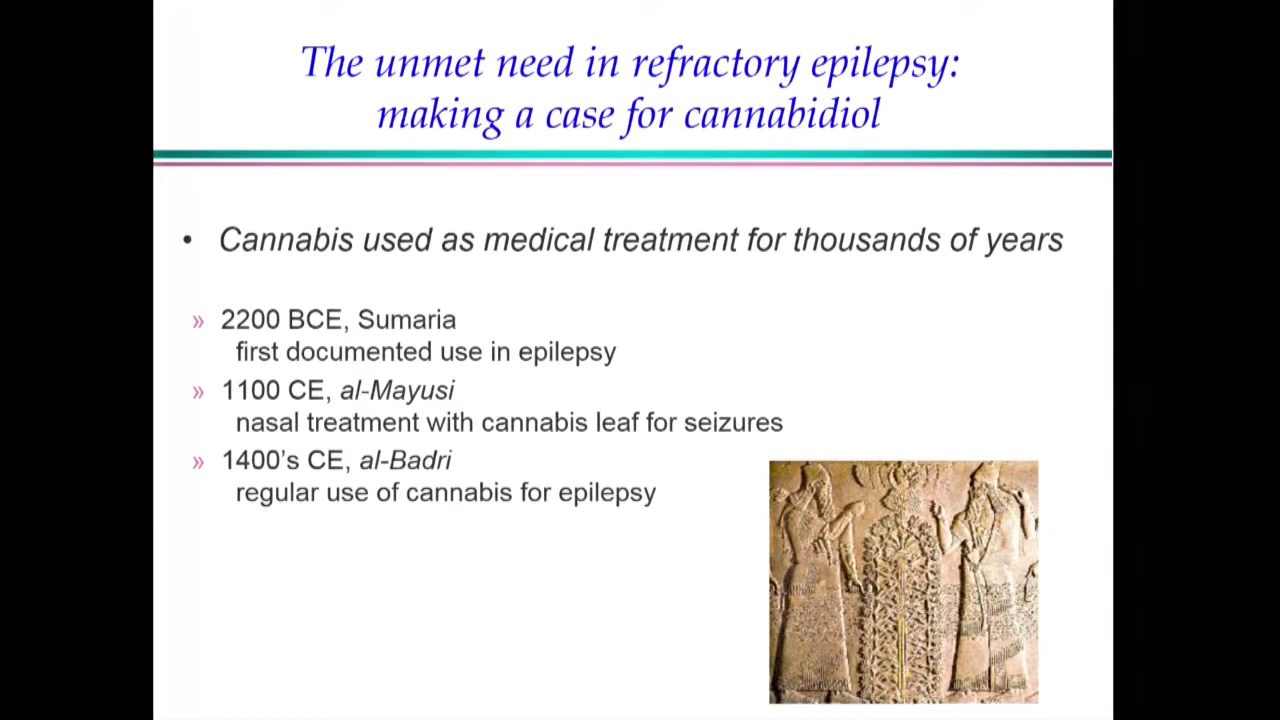 The unmet need in refractory epilepsy:
making a case for cannabidiol
• Cannabis used as medical treatment for thousands of years
» 2200 BCE, Sumaria
first documented use in epilepsy
» 1100 CE, al-Mayusi
nasal treatment with cannabis leaf for seizures
» 1400’s CE, al-Badri
regular use of cannabis for epilepsy